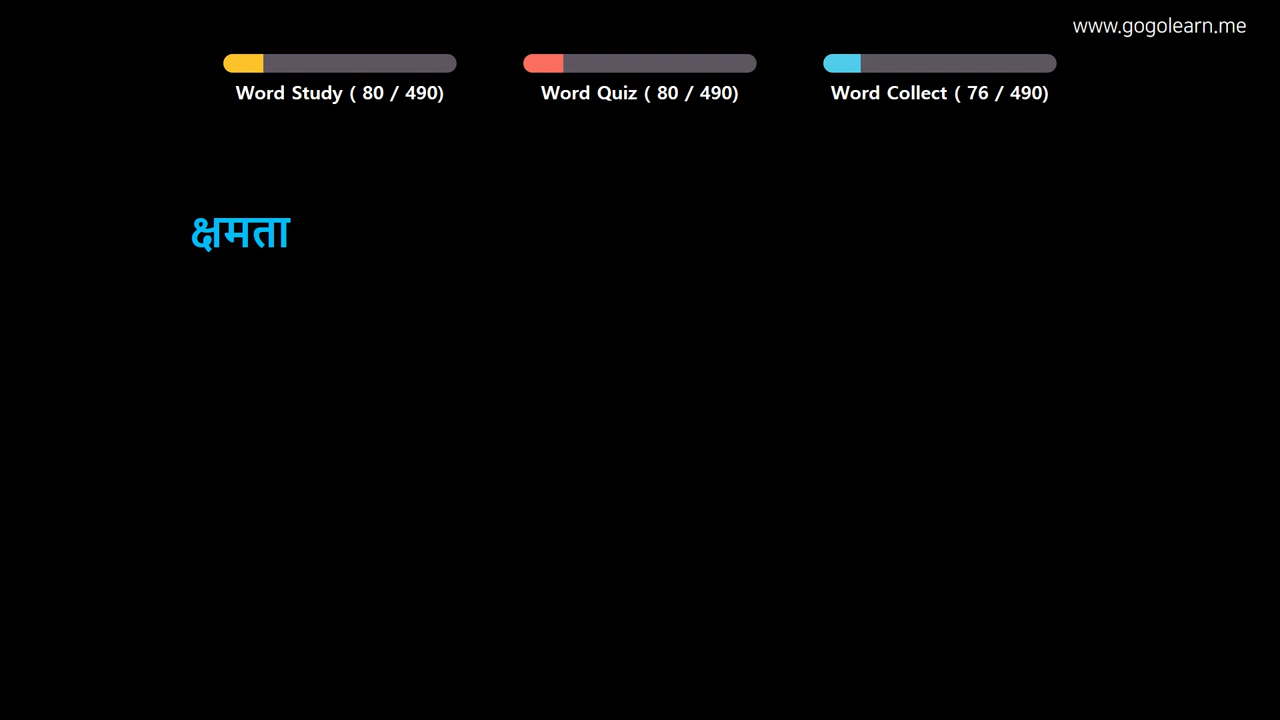 www.gogolearn.me
Word Study ( 80 / 490)
Word Quiz ( 80 / 490)
Word Collect ( 76 / 490)
क्षमता